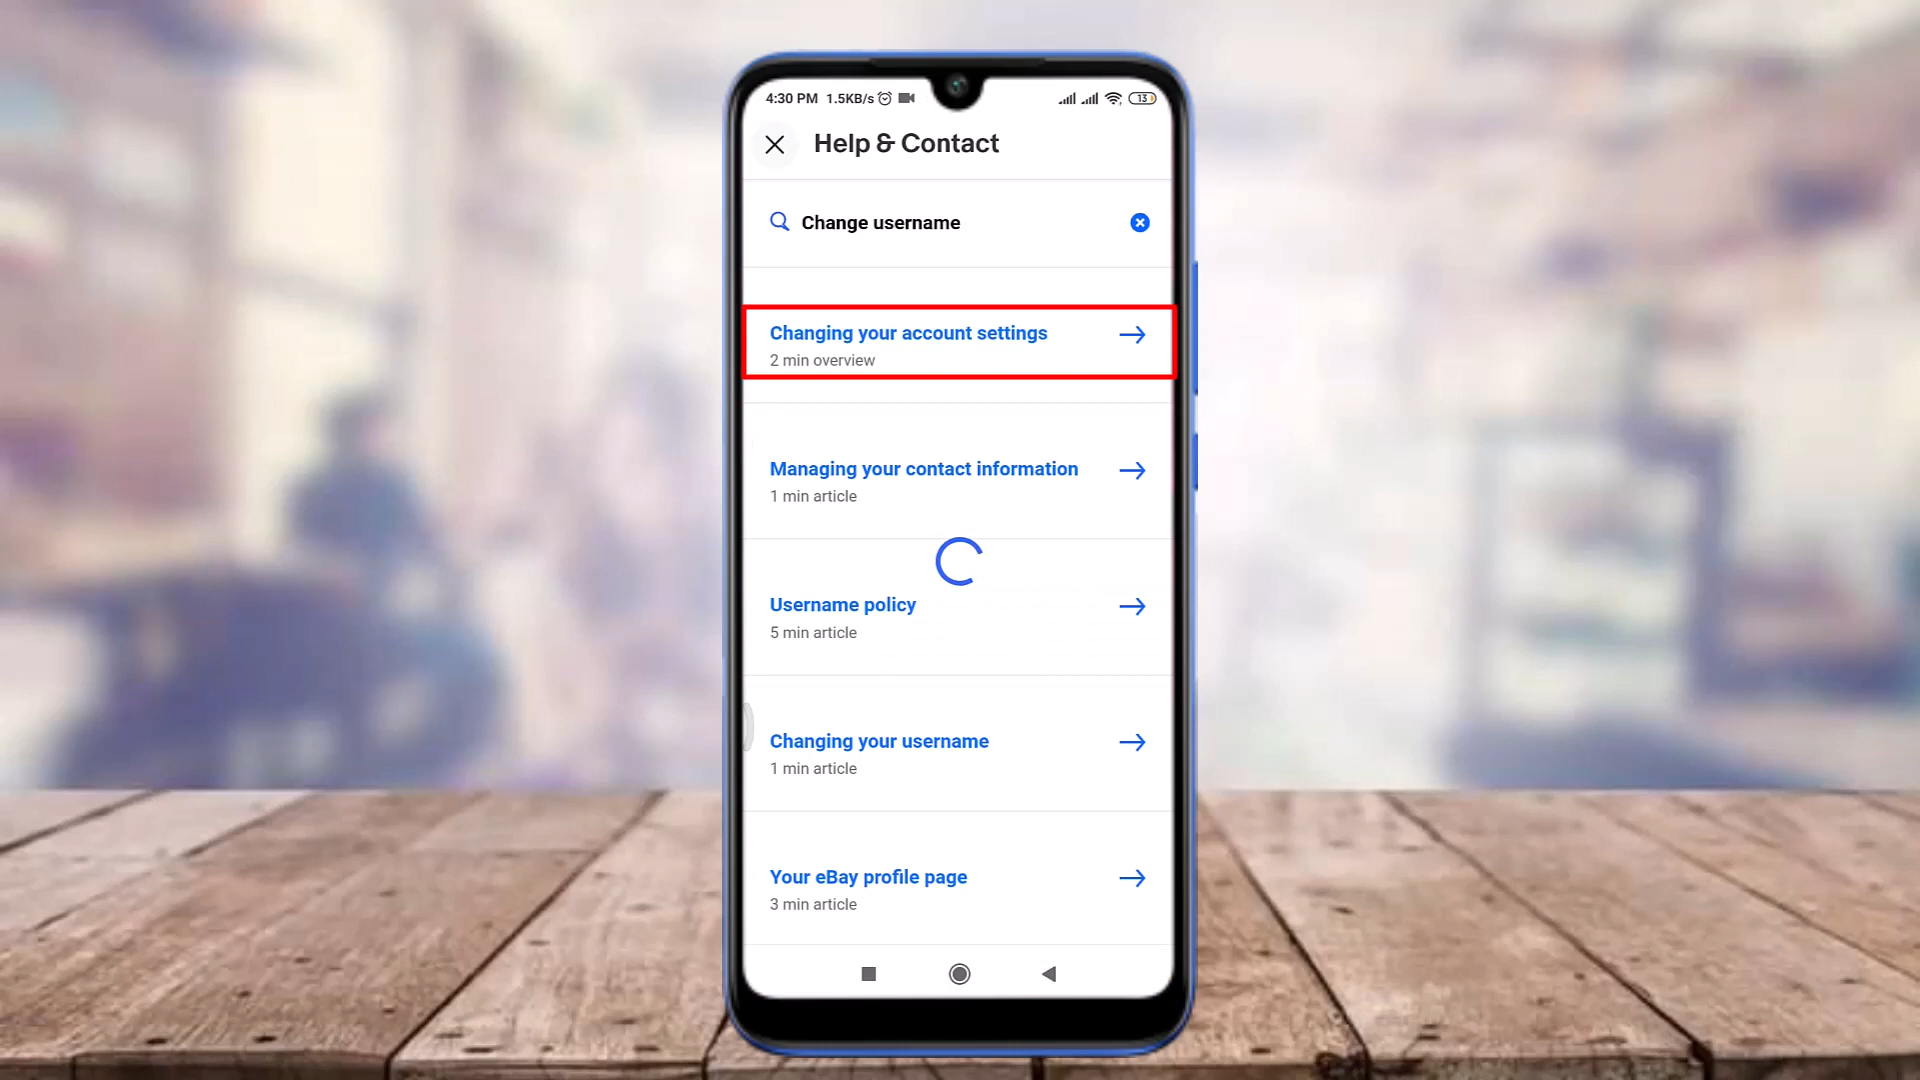 4:30 PM 1.5KB/s 13
Help & Contact
Change username
Changing your account settings
2 min overview
Managing your contact information
1 min article
Username policy
5 min article
Changing your username
1 min article
Your eBay profile page
3 min article